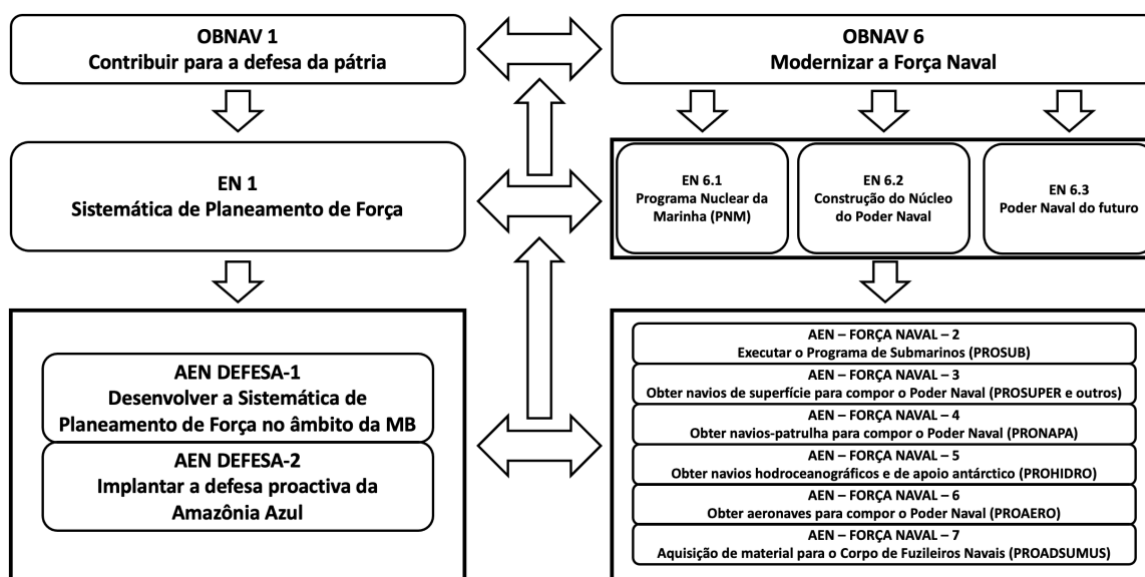 OBNAV 1
Contribuir para a defesa da pátria
OBNAV 6
Modernizar a Força Naval
EN 1
Sistemática de Planeamento de Força
EN 6.1
Programa Nuclear da
Marinha (PNM)
EN 6.2
Construção do Núcleo
do Poder Naval
EN 6.3
Poder Naval do futuro
AEN DEFESA-1
Desenvolver a Sistemática de
Planeamento de Força no âmbito da MB
AEN DEFESA-2
Implantar a defesa proactiva da
Amazônia Azul
AEN – FORÇA NAVAL – 2
Executar o Programa de Submarinos (PROSUB)
AEN – FORÇA NAVAL – 3
Obter navios de superfície para compor o Poder Naval (PROSUPER e outros)
AEN – FORÇA NAVAL – 4
Obter navios-patrulha para compor o Poder Naval (PRONAPA)
AEN – FORÇA NAVAL – 5
Obter navios hodroceanográficos e de apoio antárctico (PROHIDRO)
AEN – FORÇA NAVAL – 6
Obter aeronaves para compor o Poder Naval (PROAERO)
AEN – FORÇA NAVAL – 7
Aquisição de material para o Corpo de Fuzileiros Navais (PROADSUMUS)